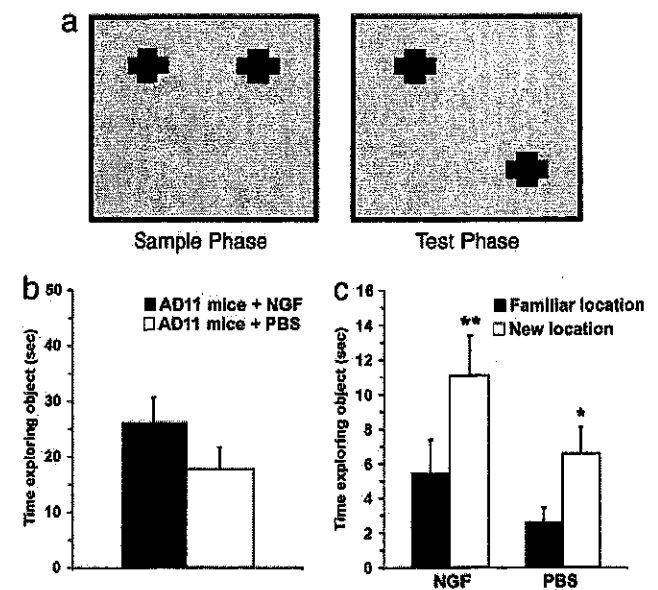 a
Sample Phase
Test Phase
b
50
40
30
20
10
0
Time exploring object (sec)
AD11 mice + NGF
AD11 mice + PBS
c
16
14
12
10
8
6
4
2
0
Time exploring object (sec)
Familiar location
New location
**
*
NGF
PBS